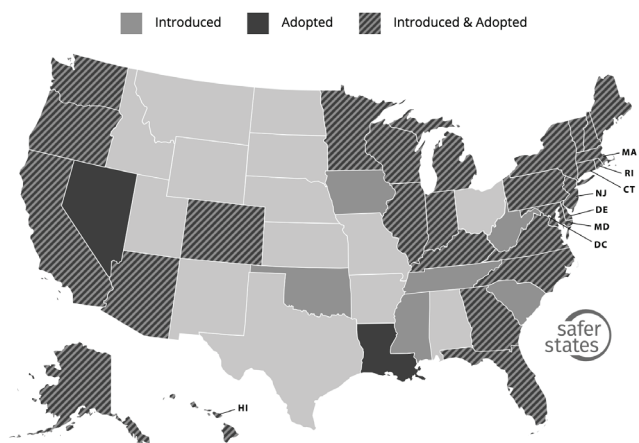 Introduced
Adopted
Introduced & Adopted
MA
RI
CT
NJ
DE
MD
DC
safer
states
HI